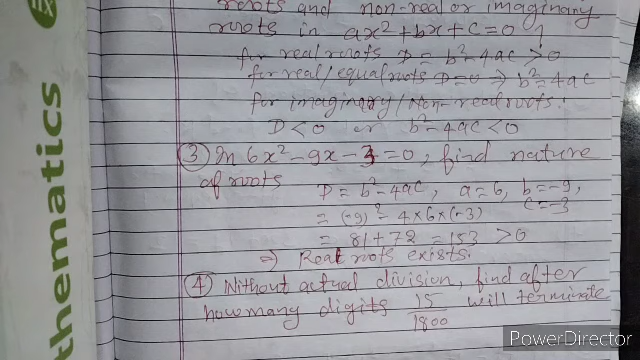 roots and non-real or imaginary
roots in ax²+bx+c=0,
for real roots D = b²-4ac >0
for real/equal roots D=0 ⇒ b²=4ac
for imaginary/Non-real roots.
D<0 or b²-4ac<0
③ In 6x²-9x-3=0, find nature
of roots
D = b²-4ac, a=6, b=-9,
c=-3
= (-9)²-4×6×(-3)
= 81+72 = 153 >0
⇒ Real roots exists.
④ Without actual division, find after
how many digits 15/1800 will terminate
thematics
PowerDirector